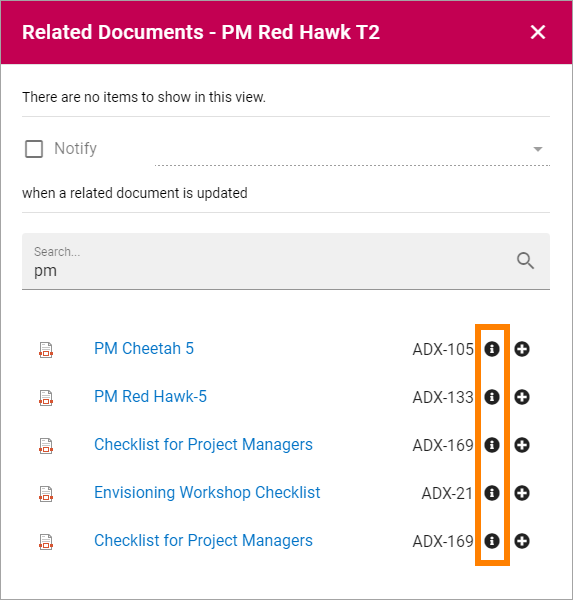 Related Documents - PM Red Hawk T2
There are no items to show in this view.
Notify
when a related document is updated
Search...
pm
PM Cheetah 5 ADX-105
PM Red Hawk-5 ADX-133
Checklist for Project Managers ADX-169
Envisioning Workshop Checklist ADX-21
Checklist for Project Managers ADX-169